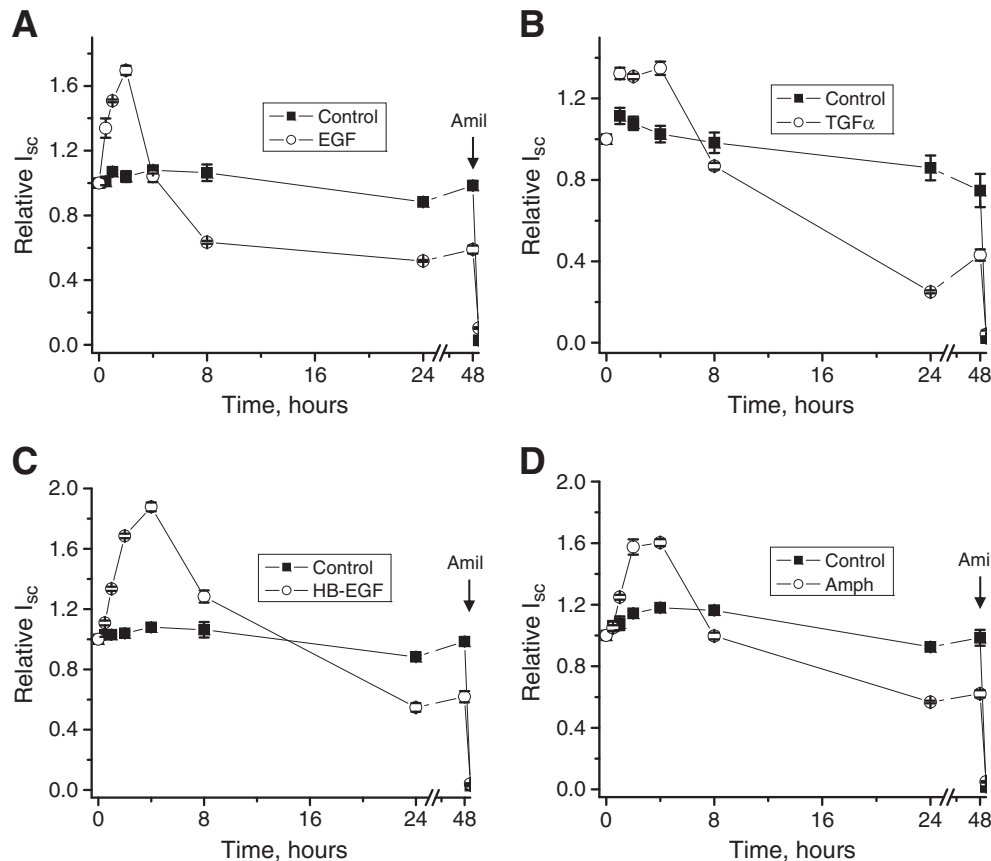 A
Relative Isc
1.6
1.2
0.8
0.4
0.0
Control
EGF
Amil
0
8
16
24
48
Time, hours
B
Relative Isc
1.2
0.8
0.4
0.0
Control
TGFα
0
8
16
24
48
Time, hours
C
Relative Isc
2.0
1.6
1.2
0.8
0.4
0.0
Control
HB-EGF
Amil
0
8
16
24
48
Time, hours
D
Relative Isc
2.0
1.6
1.2
0.8
0.4
0.0
Control
Amph
Ami
0
8
16
24
48
Time, hours